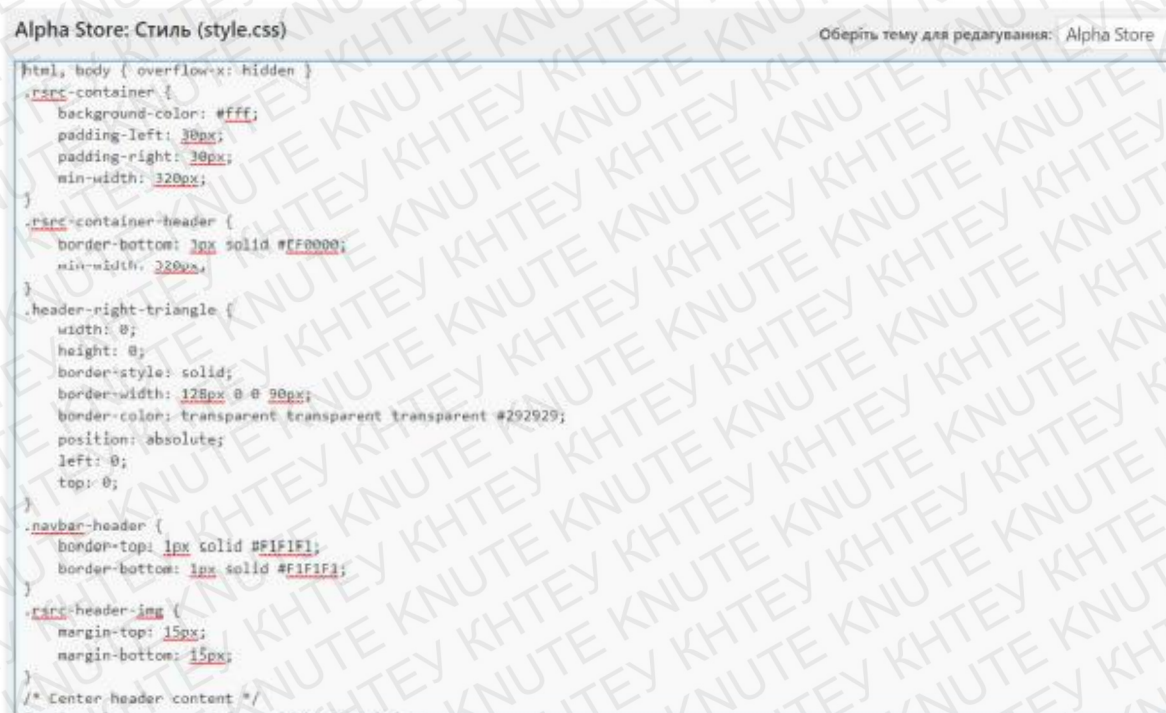 Alpha Store: Стиль (style.css)
Оберіть тему для редагування: Alpha Store
html, body { overflow-x: hidden }
.rsrc-container {
background-color: #fff;
padding-left: 30px;
padding-right: 30px;
min-width: 320px;
}
.rsrc-container-header {
border-bottom: 3px solid #EF0000;
min-width: 320px;
}
.header-right-triangle {
width: 0;
height: 0;
border-style: solid;
border-width: 128px 0 0 90px;
border-color: transparent transparent transparent #292929;
position: absolute;
left: 0;
top: 0;
}
.navbar-header {
border-top: 1px solid #F1F1F1;
border-bottom: 1px solid #F1F1F1;
}
.rsrc-header-img {
margin-top: 15px;
margin-bottom: 15px;
}
/* Center header content */